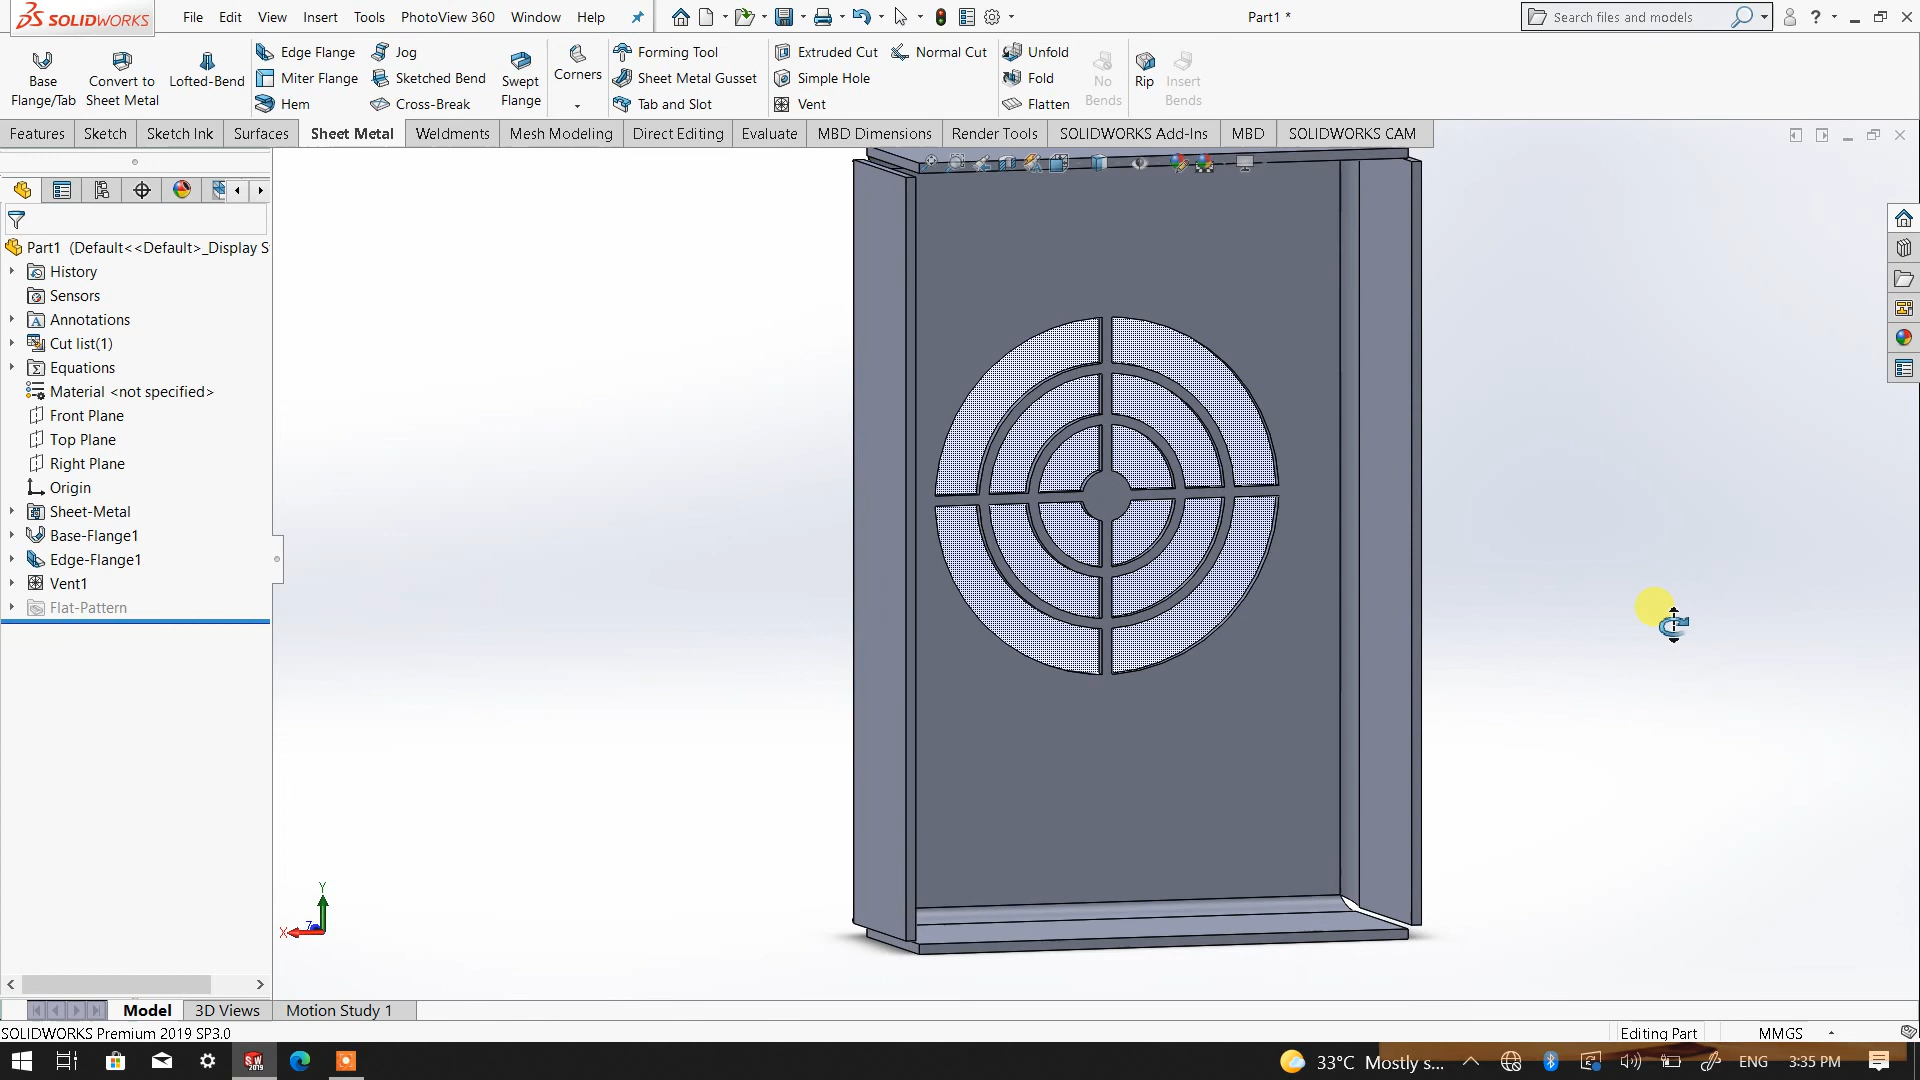 SOLIDWORKS File Edit View Insert Tools PhotoView 360 Window Help Part1 * Search files and models ?
Base Flange/Tab
Convert to Sheet Metal
Lofted-Bend
Edge Flange
Miter Flange
Hem
Jog
Sketched Bend
Cross-Break
Swept Flange
Corners
Forming Tool
Sheet Metal Gusset
Tab and Slot
Extruded Cut
Simple Hole
Vent
Normal Cut
Unfold
Fold
Flatten
No Bends
Rip
Insert Bends
Features Sketch Sketch Ink Surfaces Sheet Metal Weldments Mesh Modeling Direct Editing Evaluate MBD Dimensions Render Tools SOLIDWORKS Add-Ins MBD SOLIDWORKS CAM
Part1 (Default<<Default>_Display S
History
Sensors
Annotations
Cut list(1)
Equations
Material <not specified>
Front Plane
Top Plane
Right Plane
Origin
Sheet-Metal
Base-Flange1
Edge-Flange1
Vent1
Flat-Pattern
Y
X
Z
Model 3D Views Motion Study 1
SOLIDWORKS Premium 2019 SP3.0 Editing Part MMGS
SW 2019 33°C Mostly s... ENG 3:35 PM